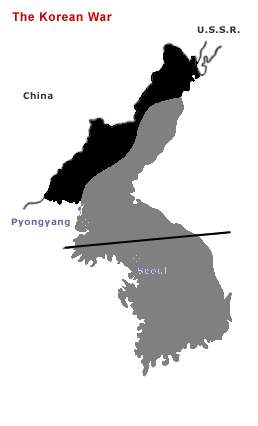 The Korean War
U.S.S.R.
China
Pyongyang
Seoul